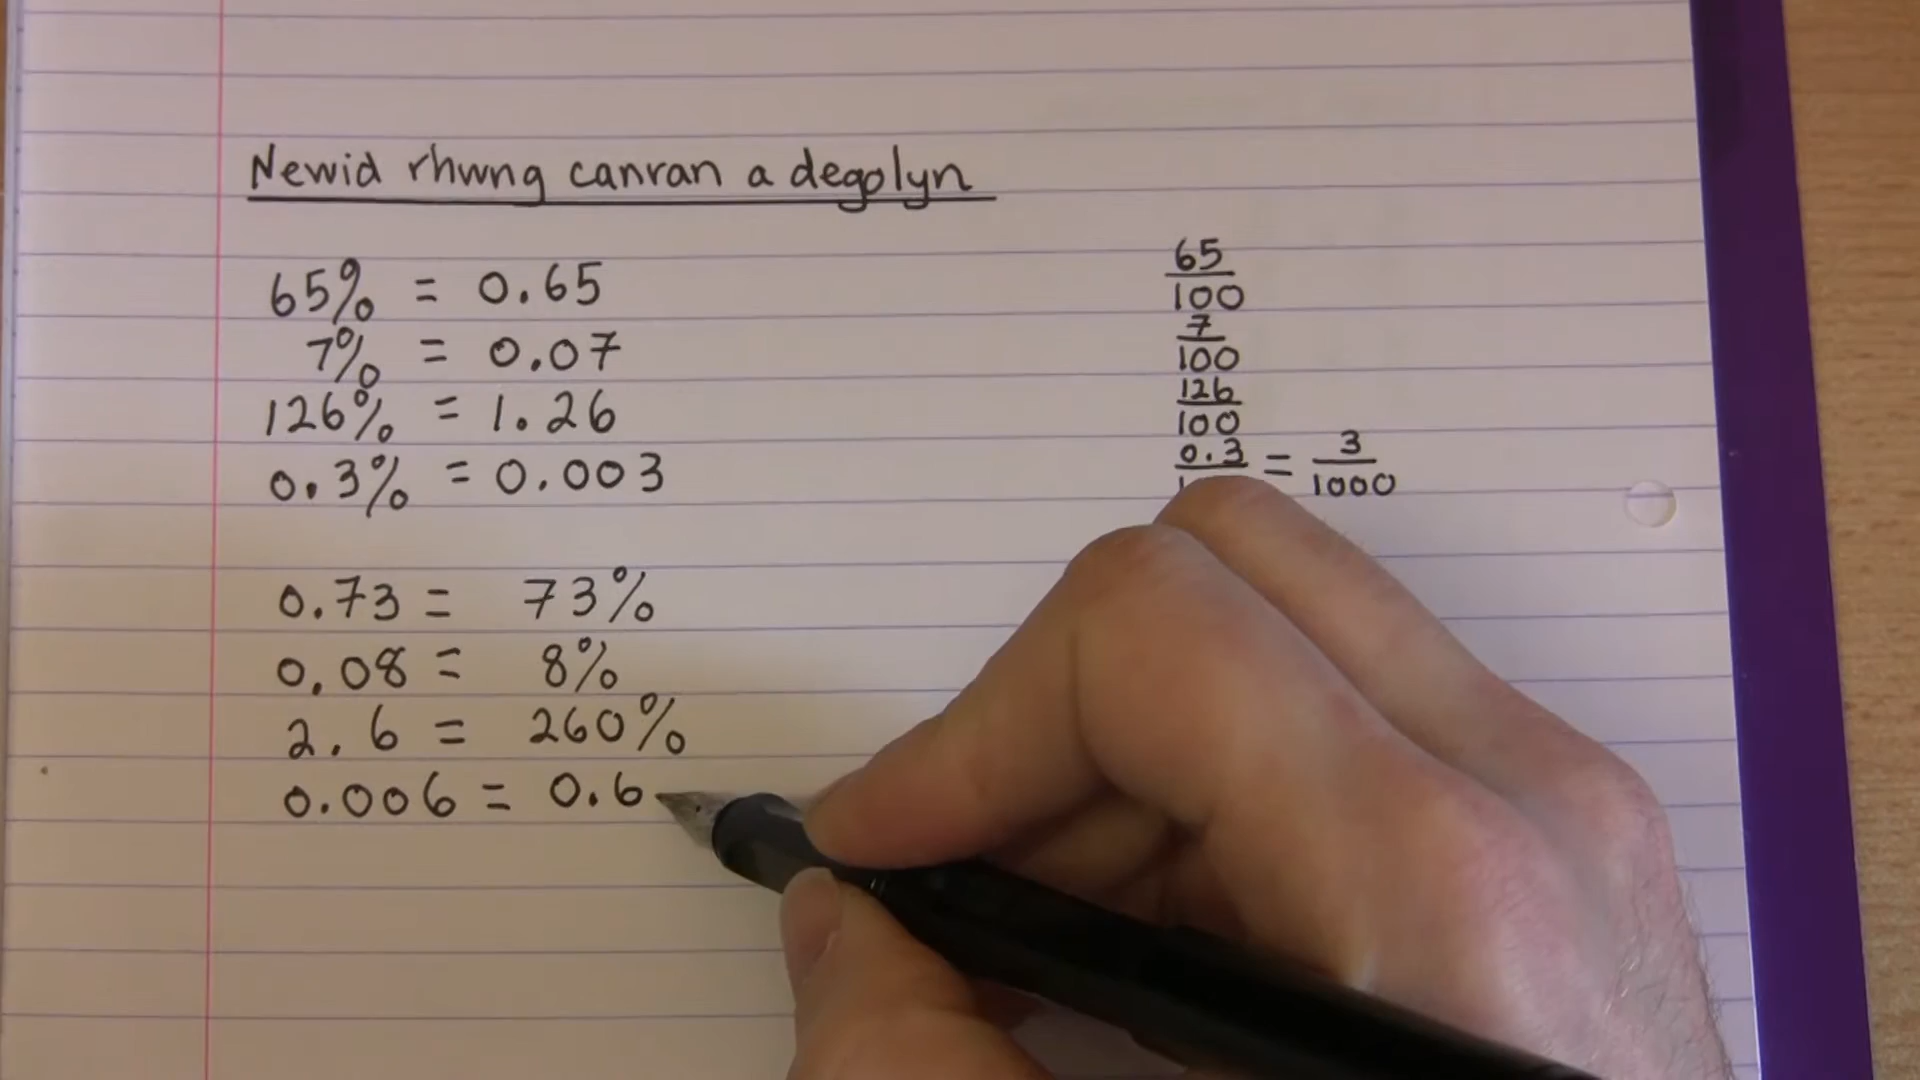 Newid rhwng canran a degolyn
65% = 0.65
7% = 0.07
126% = 1.26
0.3% = 0.003
0.73 = 73%
0.08 = 8%
2.6 = 260%
0.006 = 0.6
65
100
7
100
126
100
0.3 = 3
1000